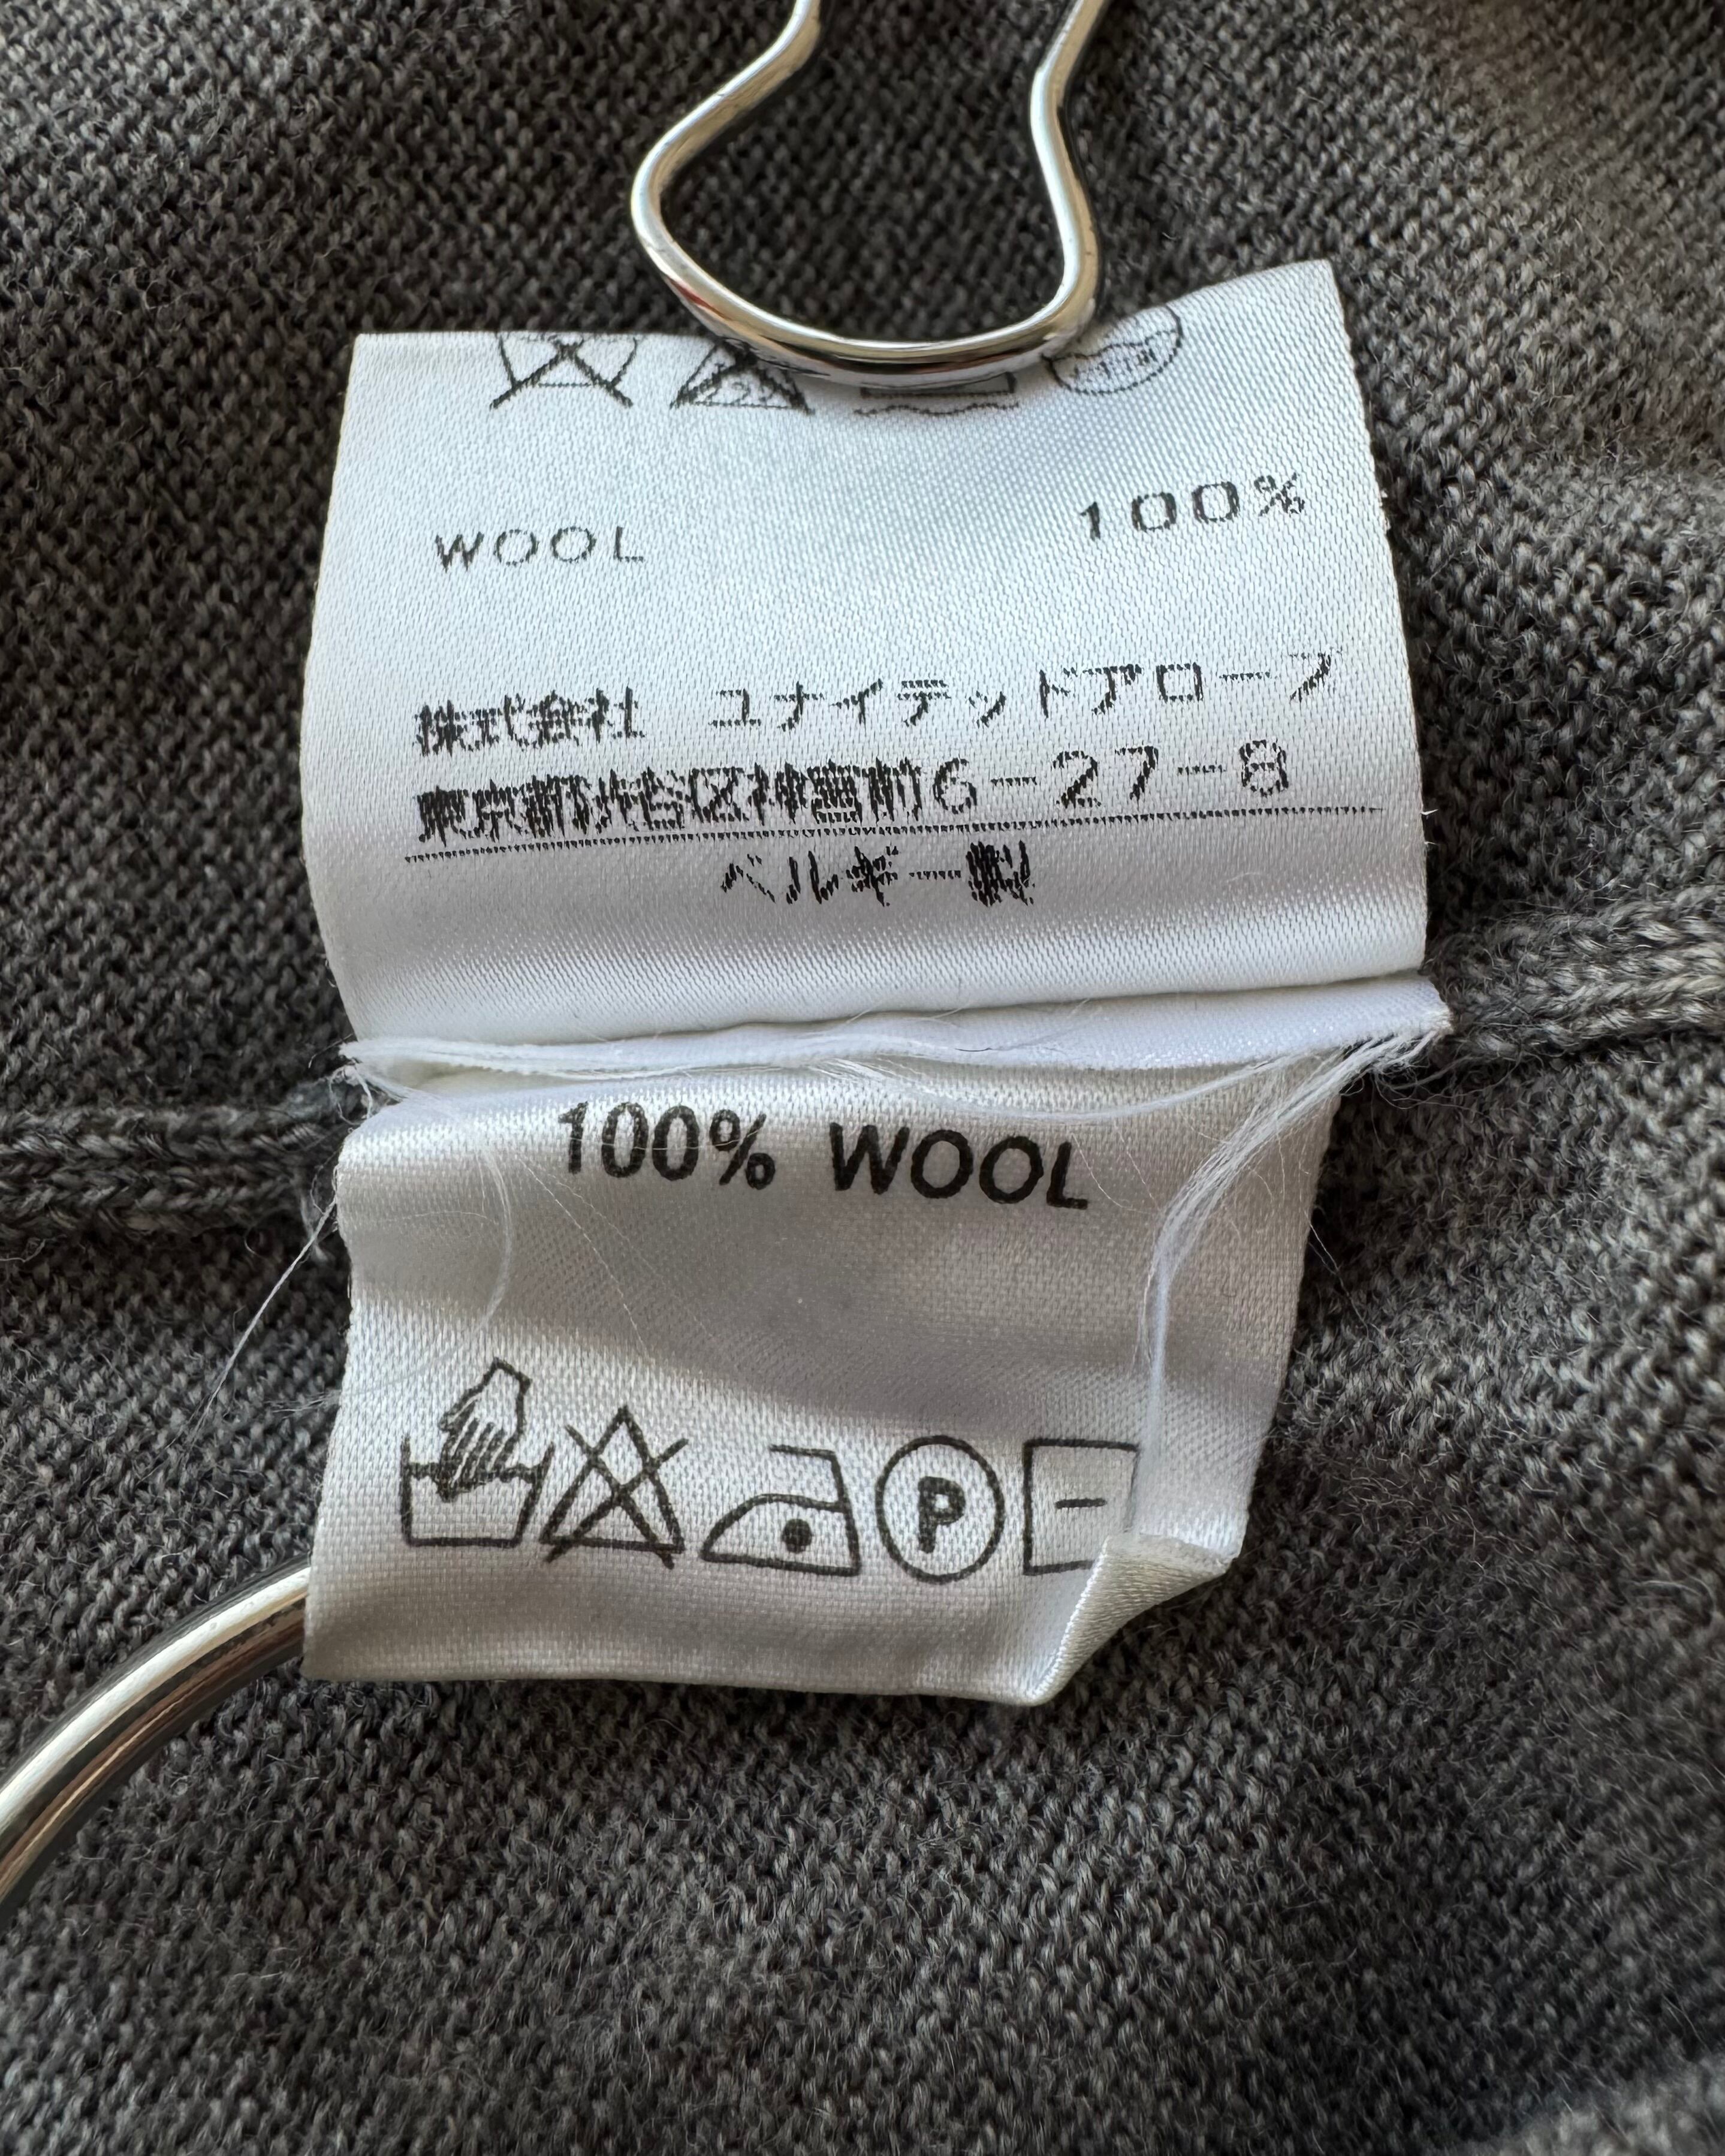 WOOL 100%
株式会社 ユナイテッドアローズ
東京都渋谷区神宮前6-27-8
ベルギー製
100% WOOL
P